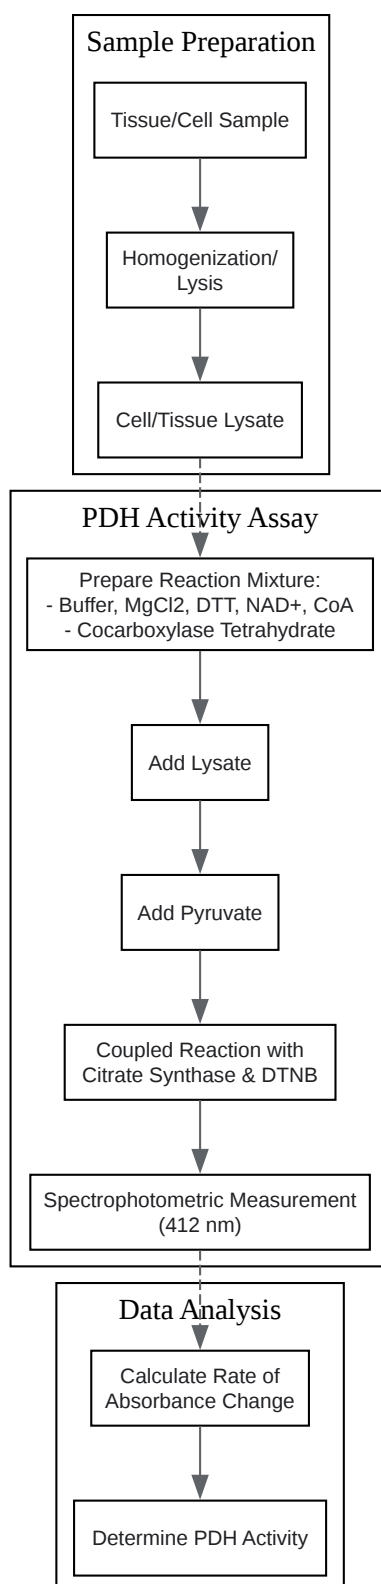 Sample Preparation
Tissue/Cell Sample
Homogenization/
Lysis
Cell/Tissue Lysate
PDH Activity Assay
Prepare Reaction Mixture:
- Buffer, MgCl2, DTT, NAD+, CoA
- Cocarboxylase Tetrahydrate
Add Lysate
Add Pyruvate
Coupled Reaction with
Citrate Synthase & DTNB
Spectrophotometric Measurement
(412 nm)
Data Analysis
Calculate Rate of
Absorbance Change
Determine PDH Activity